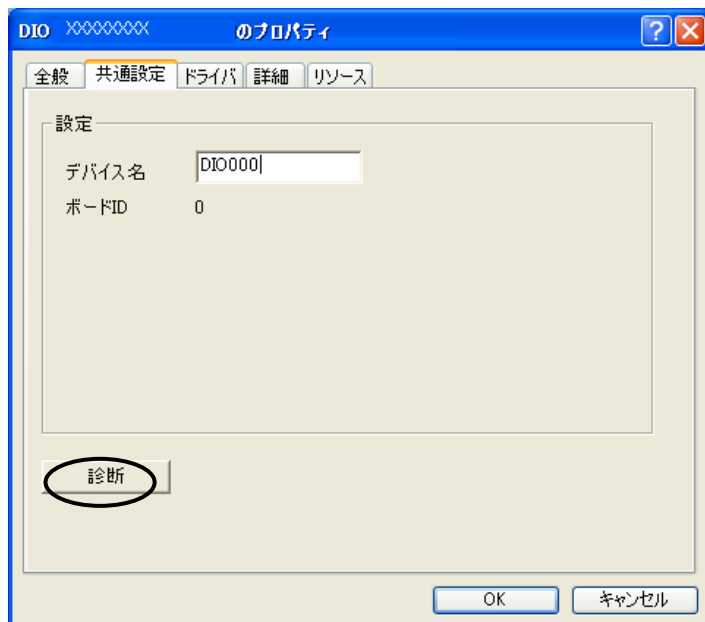 DIO XXXXXXXX のプロパティ
全般 共通設定 ドライバ 詳細 リソース
設定
デバイス名 DIO000
ボードID 0
診断
OK キャンセル